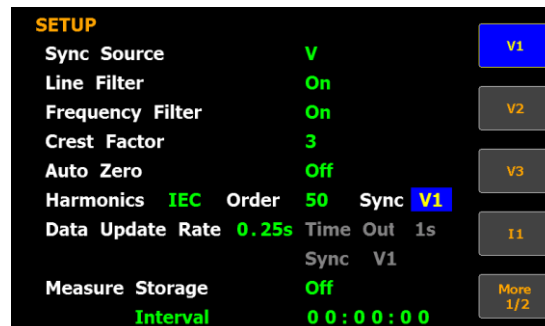 SETUP
Sync Source V
Line Filter On
Frequency Filter On
Crest Factor 3
Auto Zero Off
Harmonics IEC Order 50 Sync V1
Data Update Rate 0.25s Time Out 1s
Sync V1
Measure Storage Off
Interval 00:00:00
V1
V2
V3
I1
More
1/2